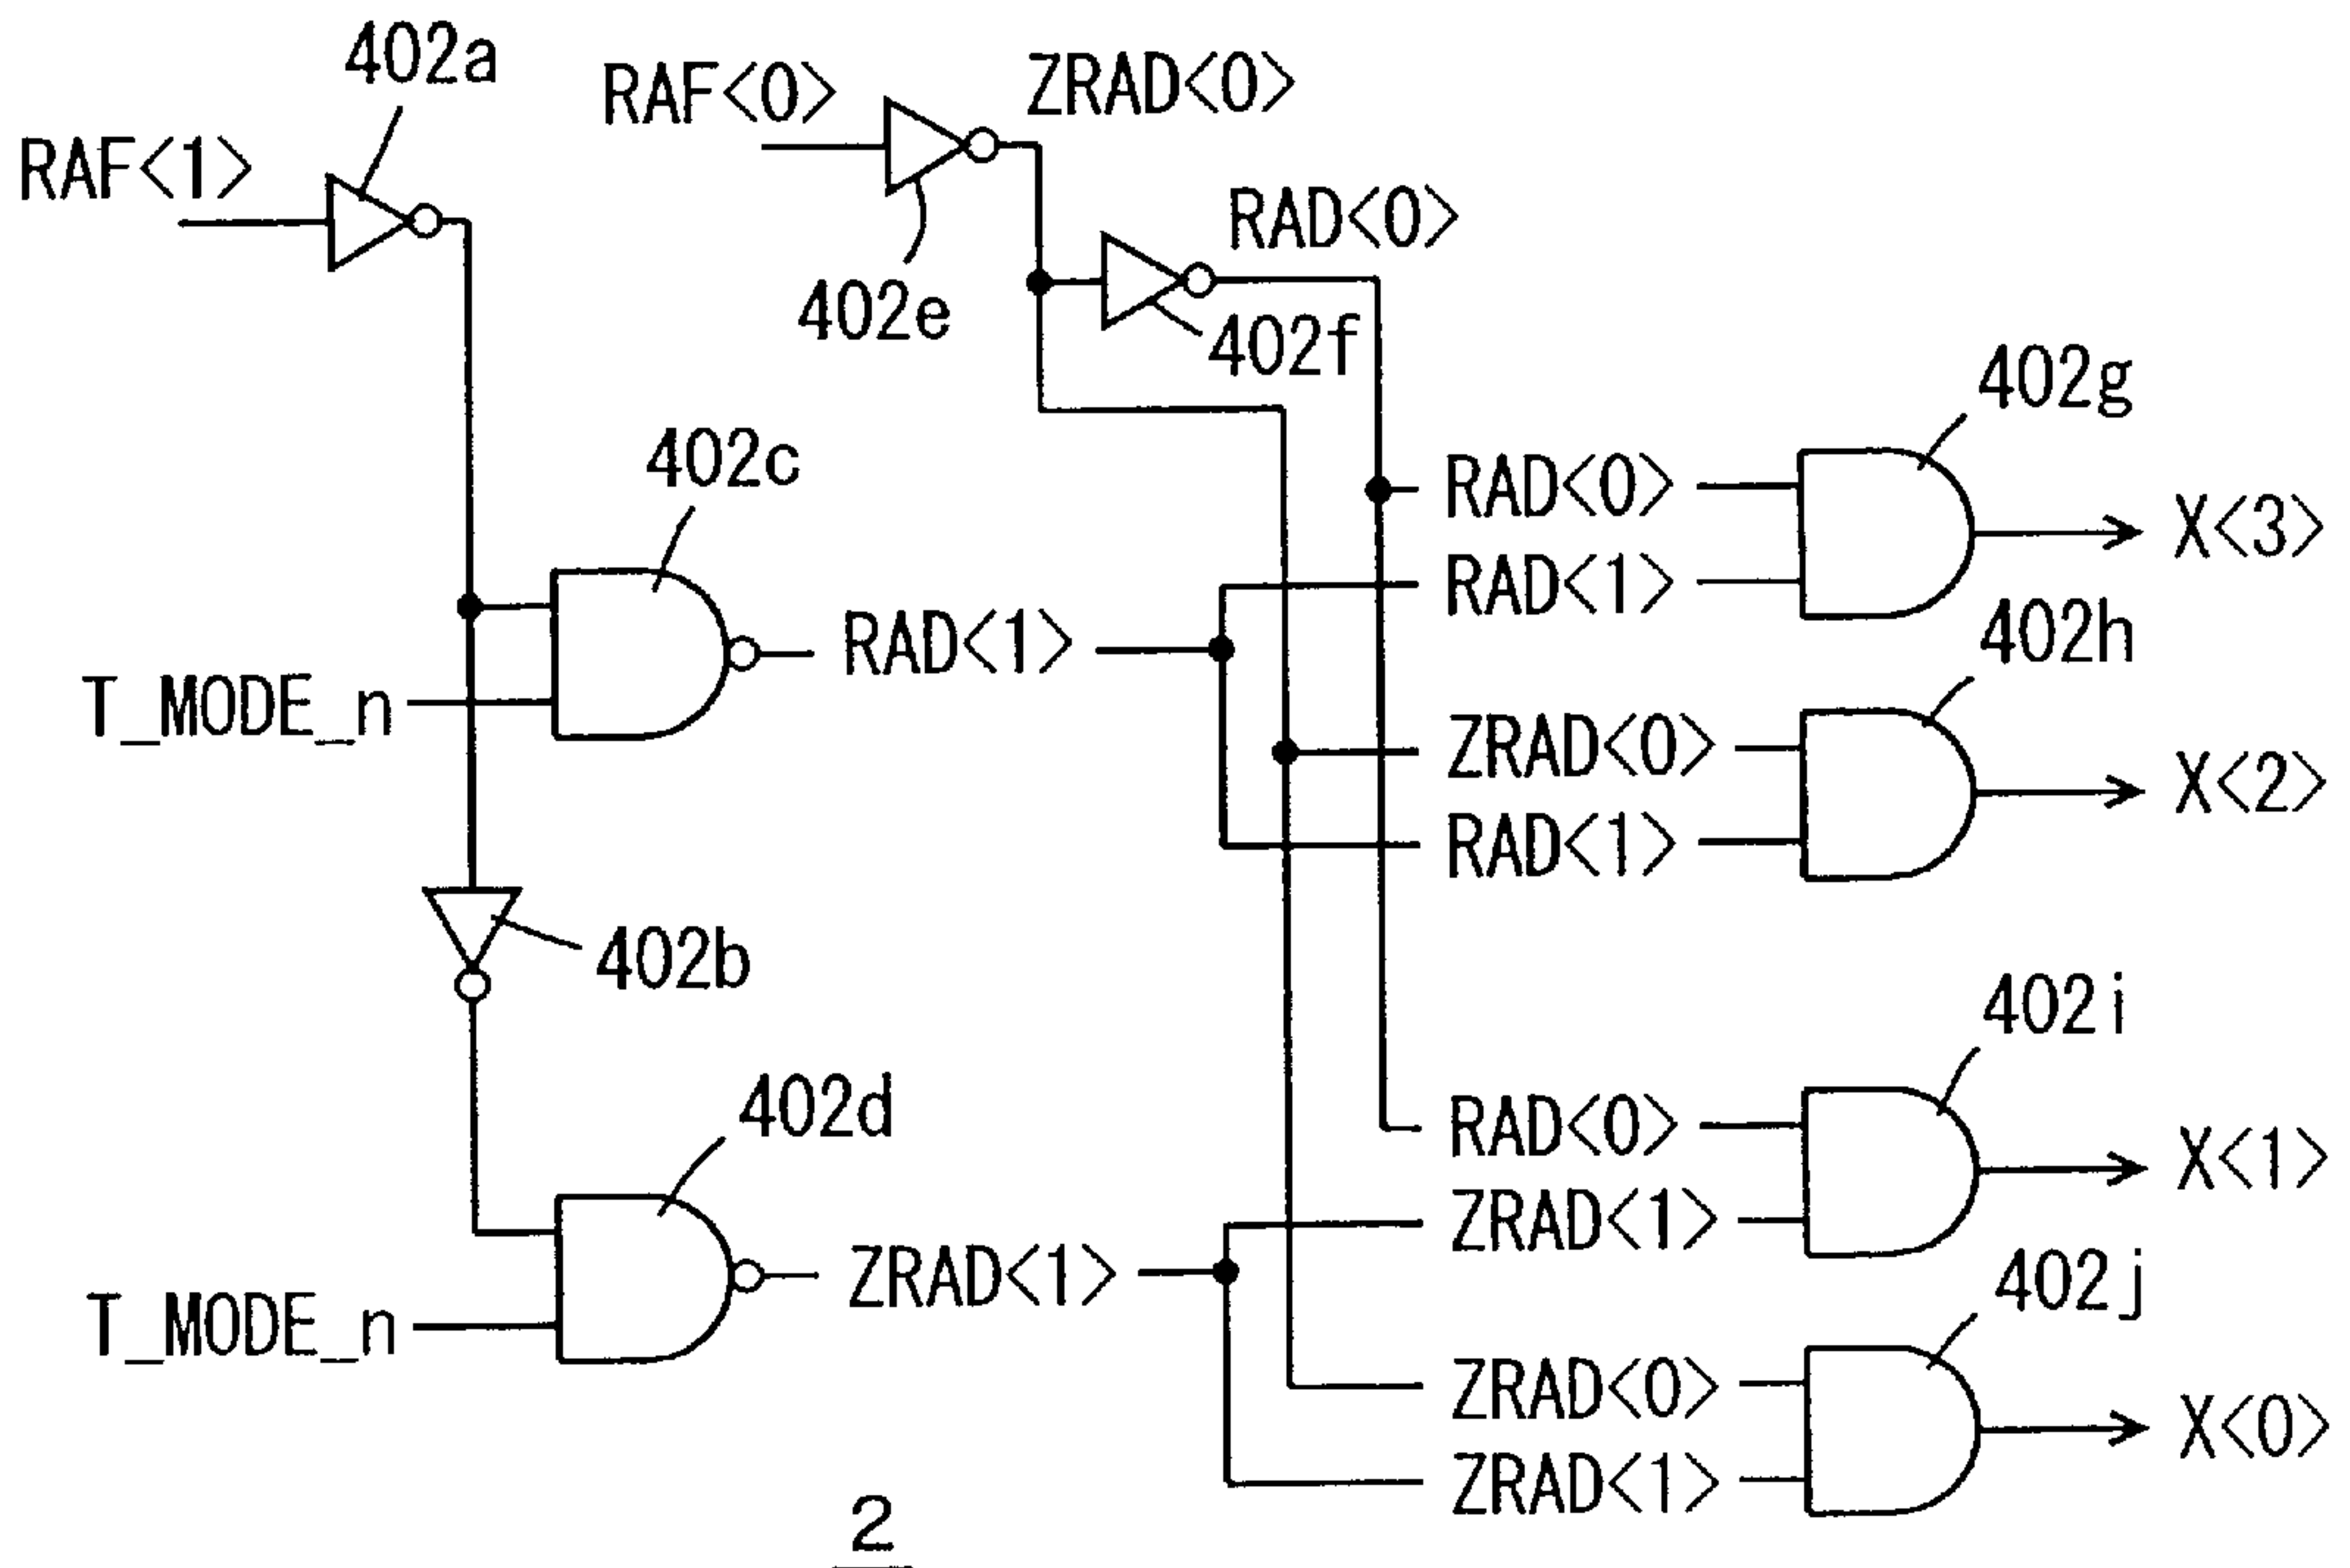 402a
RAF<0>
ZRAD<0>
RAF<1>
RAD<0>
402e
402f
402g
402c
RAD<0>
X<3>
RAD<1>
402h
RAD<1>
T_MODE_n
ZRAD<0>
X<2>
RAD<1>
402b
402i
402d
RAD<0>
X<1>
ZRAD<1>
402j
ZRAD<1>
T_MODE_n
ZRAD<0>
X<0>
ZRAD<1>
2